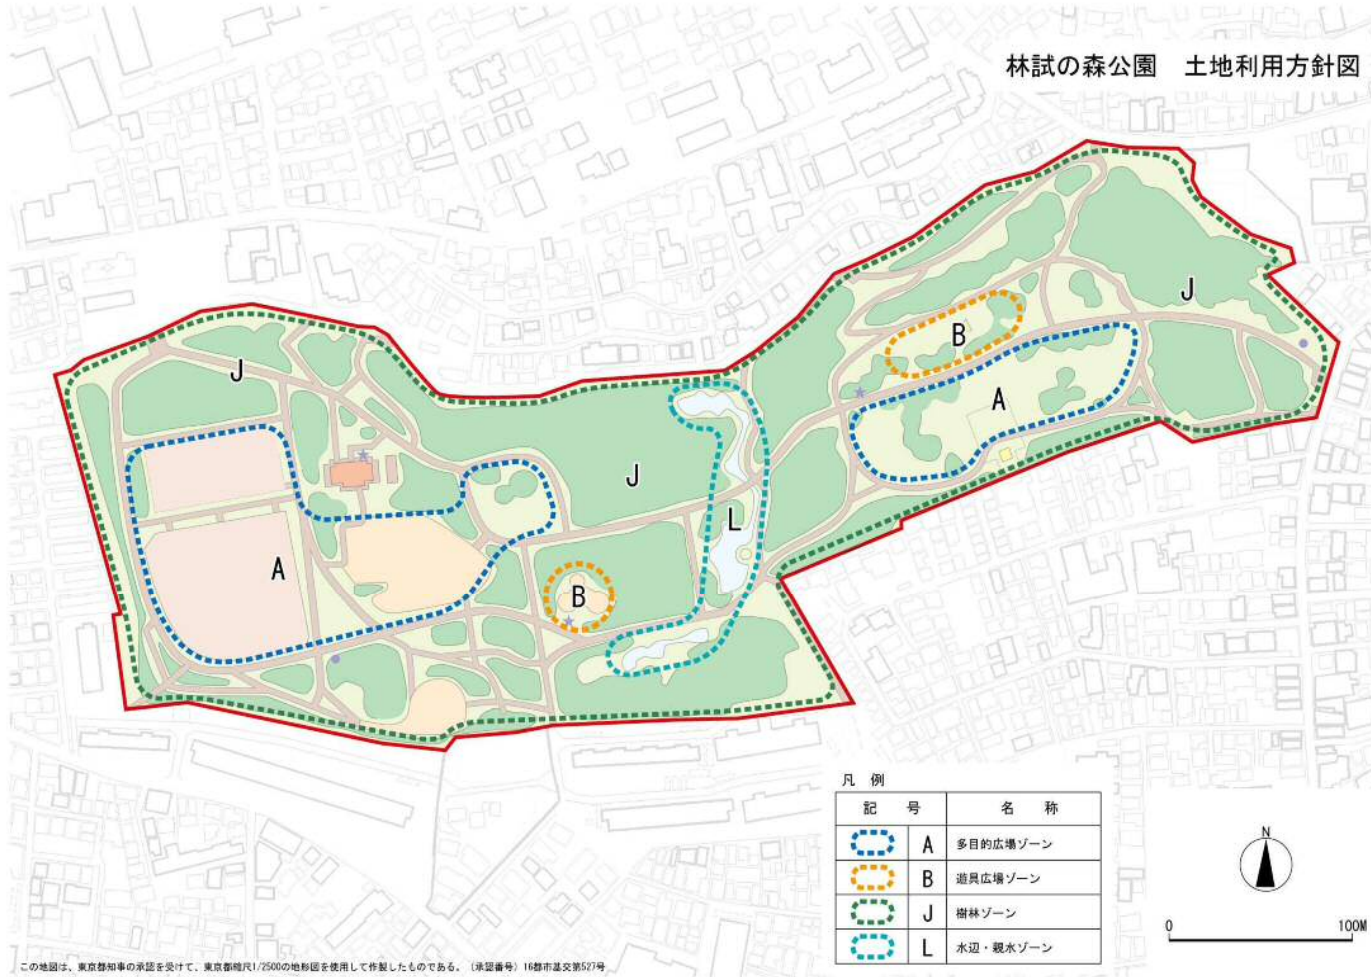 林試の森公園 土地利用方針図
J
B
J
A
J
L
A
B
凡 例
記 号 名 称
A 多目的広場ゾーン
B 遊具広場ゾーン
J 樹林ゾーン
L 水辺・親水ゾーン
N
0 100M
この地図は、東京都知事の承認を受けて、東京都縮尺1/2500の地形図を使用して作製したものである。(承認番号)16都市基交第527号